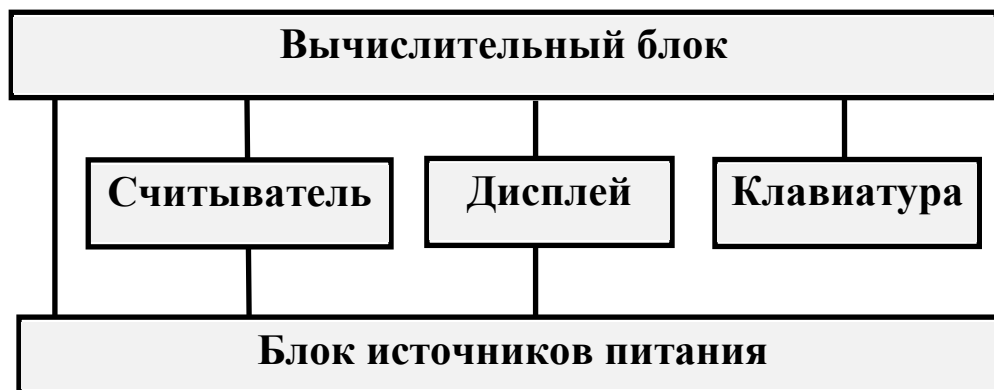 Вычислительный блок
Считыватель
Дисплей
Клавиатура
Блок источников питания